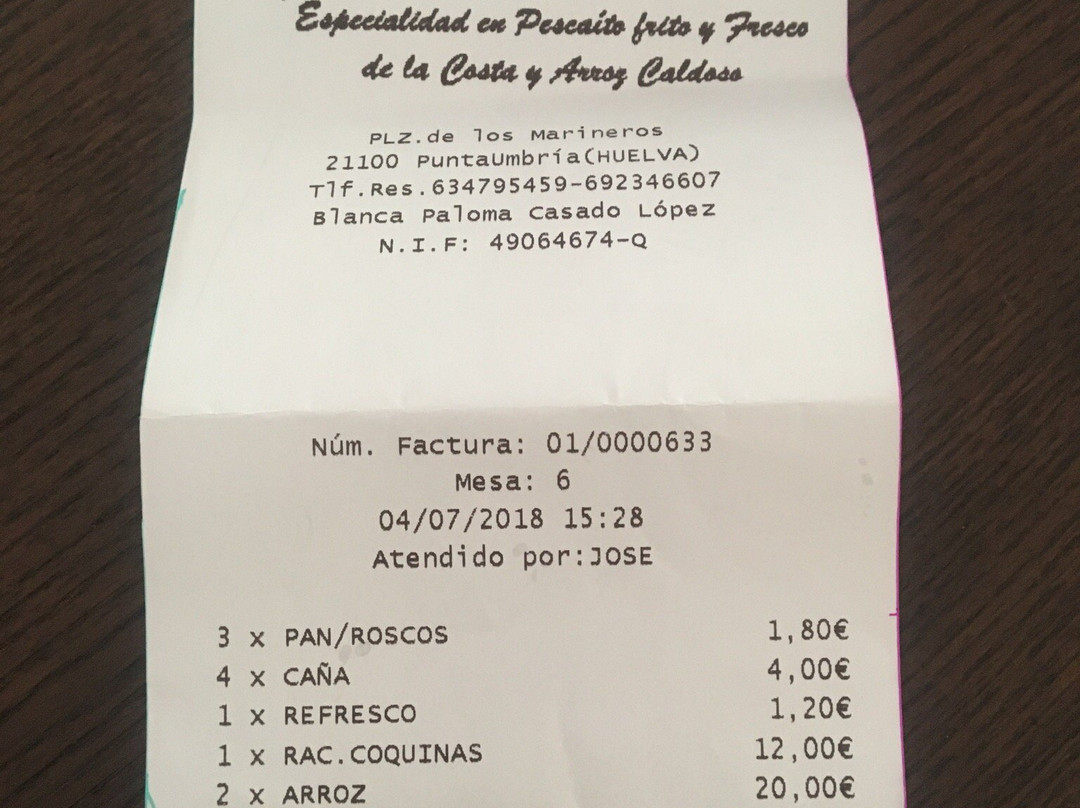 Especialidad en Pescaíto frito y Fresco
de la Costa y Arroz Caldoso
PLZ.de los Marineros
21100 PuntaUmbría(HUELVA)
Tlf.Res.634795459-692346607
Blanca Paloma Casado López
N.I.F: 49064674-Q
Núm. Factura: 01/0000633
Mesa: 6
04/07/2018 15:28
Atendido por:JOSE
3 x PAN/ROSCOS 1,80€
4 x CAÑA 4,00€
1 x REFRESCO 1,20€
1 x RAC.COQUINAS 12,00€
2 x ARROZ 20,00€